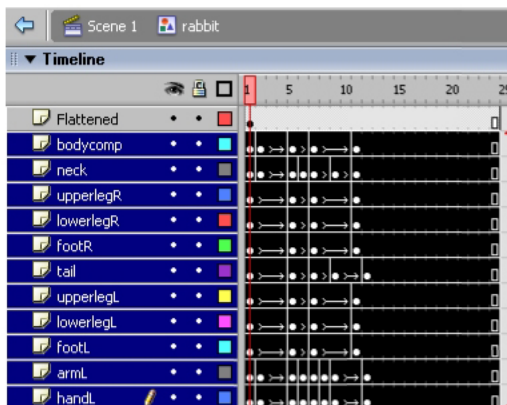 Scene 1 rabbit
Timeline
1 5 10 15 20 25
Flattened
bodycomp
neck
upperlegR
lowerlegR
footR
tail
upperlegL
lowerlegL
footL
armL
handL